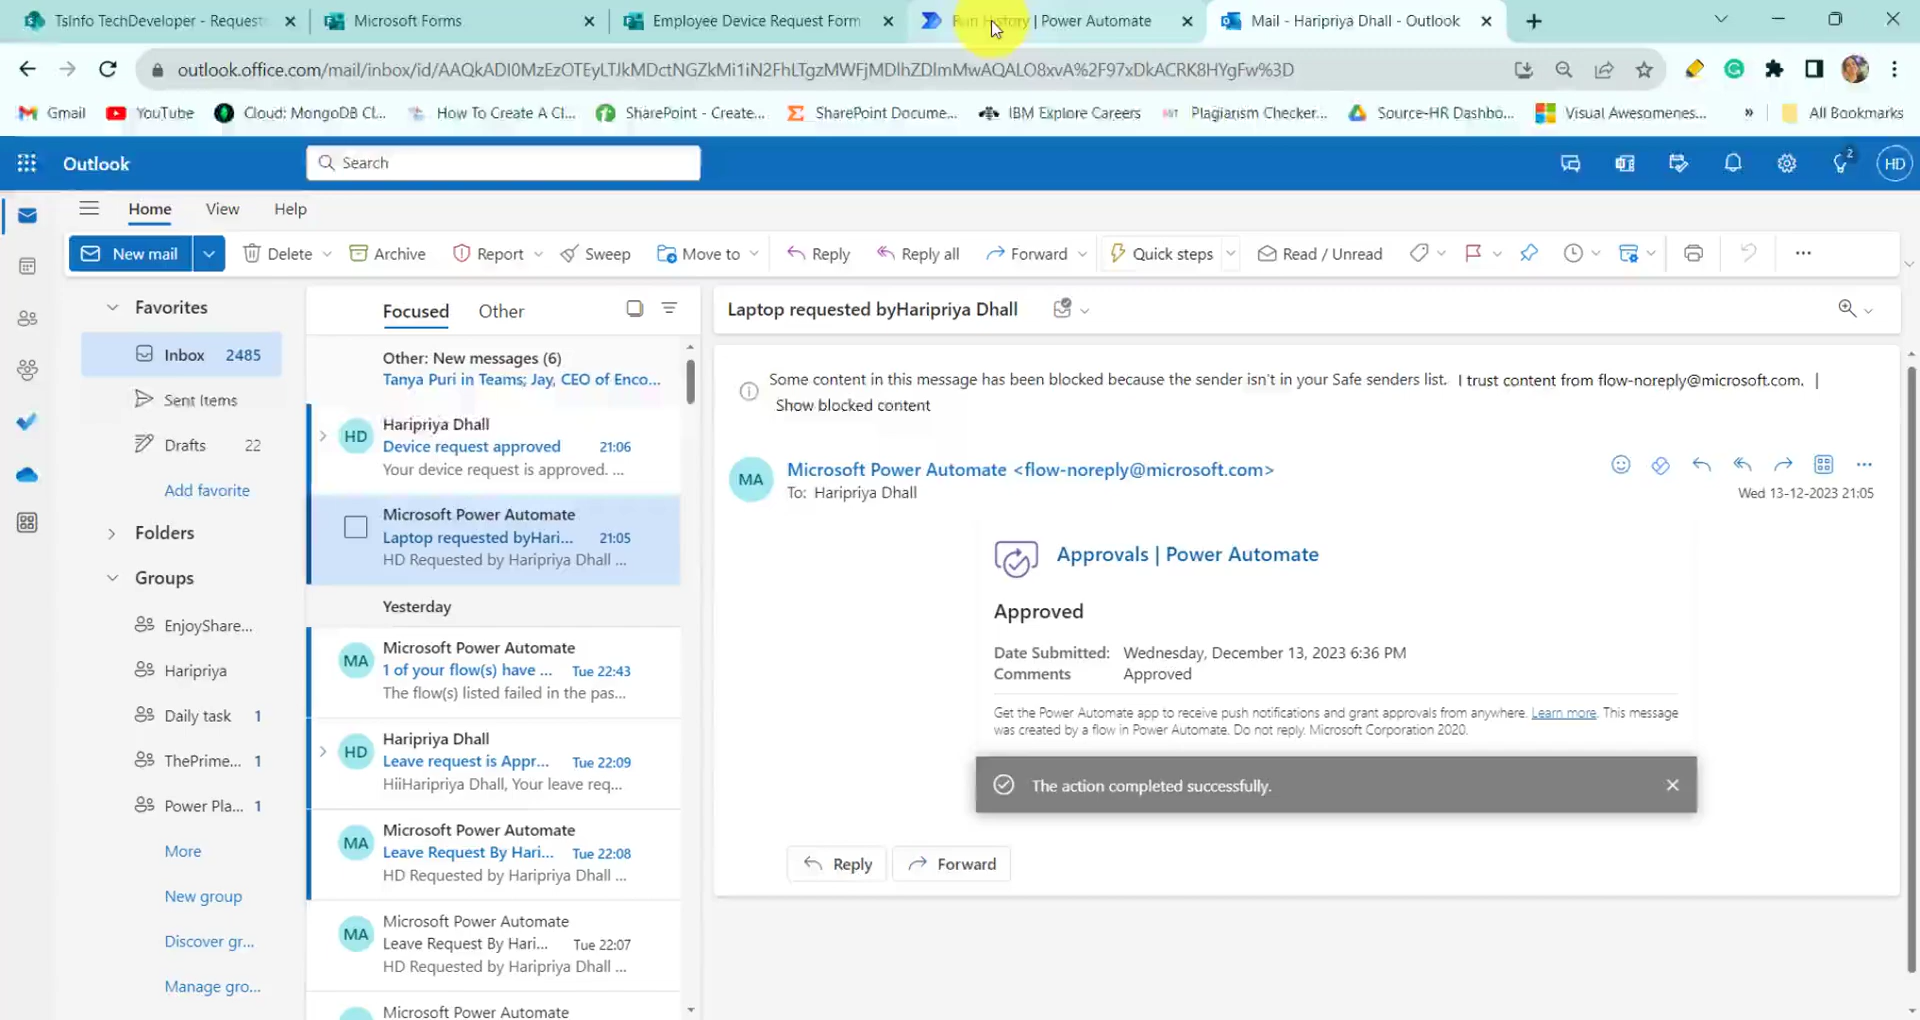 TsInfo TechDeveloper - Request
Microsoft Forms
Employee Device Request Form
Run History | Power Automate
Mail - Haripriya Dhall - Outlook
outlook.office.com/mail/inbox/id/AAQkADI0MzEzOTEyLTJkMDctNGZkMi1iN2FhLTgzMWFjMDlhZDlmMwAQALO8xvA%2F97xDkACRK8HYgFw%3D
Gmail
YouTube
Cloud: MongoDB Cl...
How To Create A Cl...
SharePoint - Create...
SharePoint Docume...
IBM Explore Careers
Plagiarism Checker...
Source-HR Dashbo...
Visual Awesomenes...
»
All Bookmarks
Outlook
Search
2
HD
Home
View
Help
New mail
Delete
Archive
Report
Sweep
Move to
Reply
Reply all
Forward
Quick steps
Read / Unread
Favorites
Inbox 2485
Sent Items
Drafts 22
Add favorite
Folders
Groups
EnjoyShare...
Haripriya
Daily task 1
ThePrime... 1
Power Pla... 1
More
New group
Discover gr...
Manage gro...
Focused
Other
Other: New messages (6)
Tanya Puri in Teams; Jay, CEO of Enco...
HD
Haripriya Dhall
Device request approved 21:06
Your device request is approved. ...
Microsoft Power Automate
Laptop requested byHari... 21:05
HD Requested by Haripriya Dhall ...
Yesterday
MA
Microsoft Power Automate
1 of your flow(s) have ... Tue 22:43
The flow(s) listed failed in the pas...
HD
Haripriya Dhall
Leave request is Appr... Tue 22:09
HiiHaripriya Dhall, Your leave req...
MA
Microsoft Power Automate
Leave Request By Hari... Tue 22:08
HD Requested by Haripriya Dhall ...
MA
Microsoft Power Automate
Leave Request By Hari... Tue 22:07
HD Requested by Haripriya Dhall ...
Microsoft Power Automate
Laptop requested byHaripriya Dhall
Some content in this message has been blocked because the sender isn't in your Safe senders list. I trust content from flow-noreply@microsoft.com. |
Show blocked content
MA
Microsoft Power Automate <flow-noreply@microsoft.com>
To: Haripriya Dhall
Wed 13-12-2023 21:05
Approvals | Power Automate
Approved
Date Submitted: Wednesday, December 13, 2023 6:36 PM
Comments Approved
Get the Power Automate app to receive push notifications and grant approvals from anywhere. Learn more. This message
was created by a flow in Power Automate. Do not reply. Microsoft Corporation 2020.
The action completed successfully.
Reply
Forward